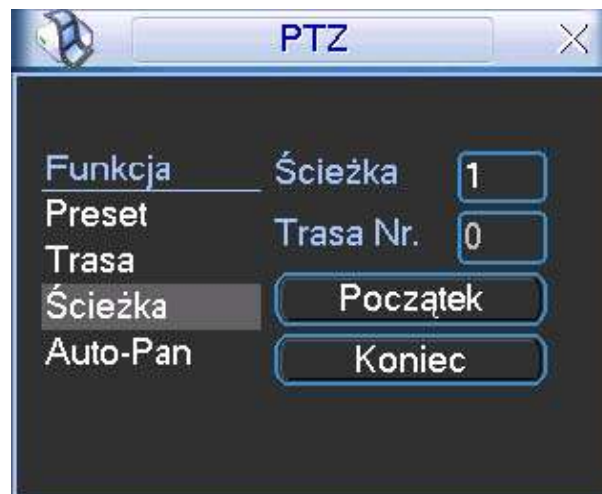 PTZ
Funkcja
Preset
Trasa
Ścieżka
Auto-Pan
Ścieżka 1
Trasa Nr. 0
Początek
Koniec